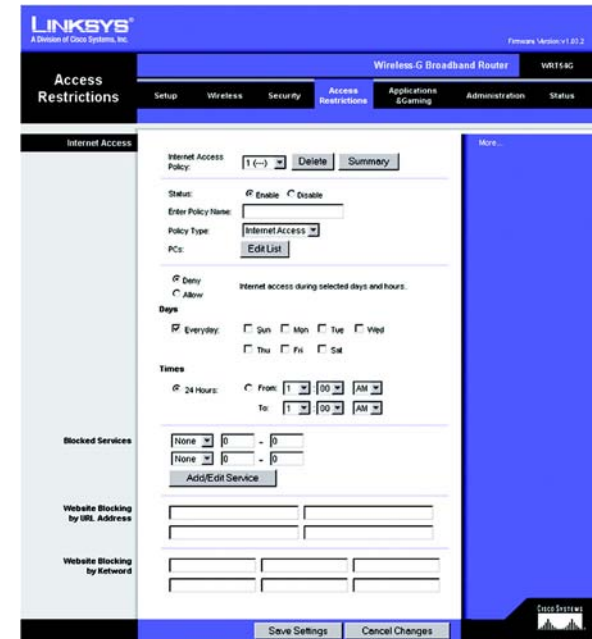 LINKSYS®
A Division of Cisco Systems, Inc.
Firmware Version: v1.03.2
Wireless-G Broadband Router WRT54G
Access Restrictions
Setup Wireless Security Access Restrictions Applications & Gaming Administration Status
Internet Access
More...
Internet Access Policy: 1 (---) Delete Summary
Status: Enable Disable
Enter Policy Name:
Policy Type: Internet Access
PCs: Edit List
Deny
Allow
Internet access during selected days and hours.
Days
Everyday. Sun Mon Tue Wed
Thu Fri Sat
Times
24 Hours: From: 1 : 00 AM
To: 1 : 00 AM
Blocked Services
None 0 - 0
None 0 - 0
Add/Edit Service
Website Blocking by URL Address
Website Blocking by Ketword
Save Settings Cancel Changes
CISCO SYSTEMS